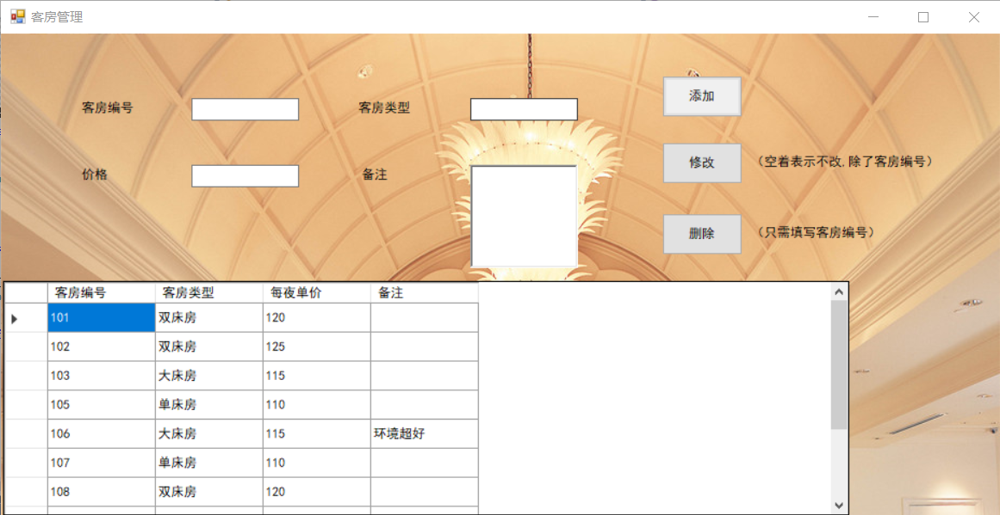 客房管理
客房编号 客房类型 添加
修改 （空着表示不改,除了客房编号）
价格 备注
删除 （只需填写客房编号）
客房编号 客房类型 每夜单价 备注
101 双床房 120
102 双床房 125
103 大床房 115
105 单床房 110
106 大床房 115 环境超好
107 单床房 110
108 双床房 120